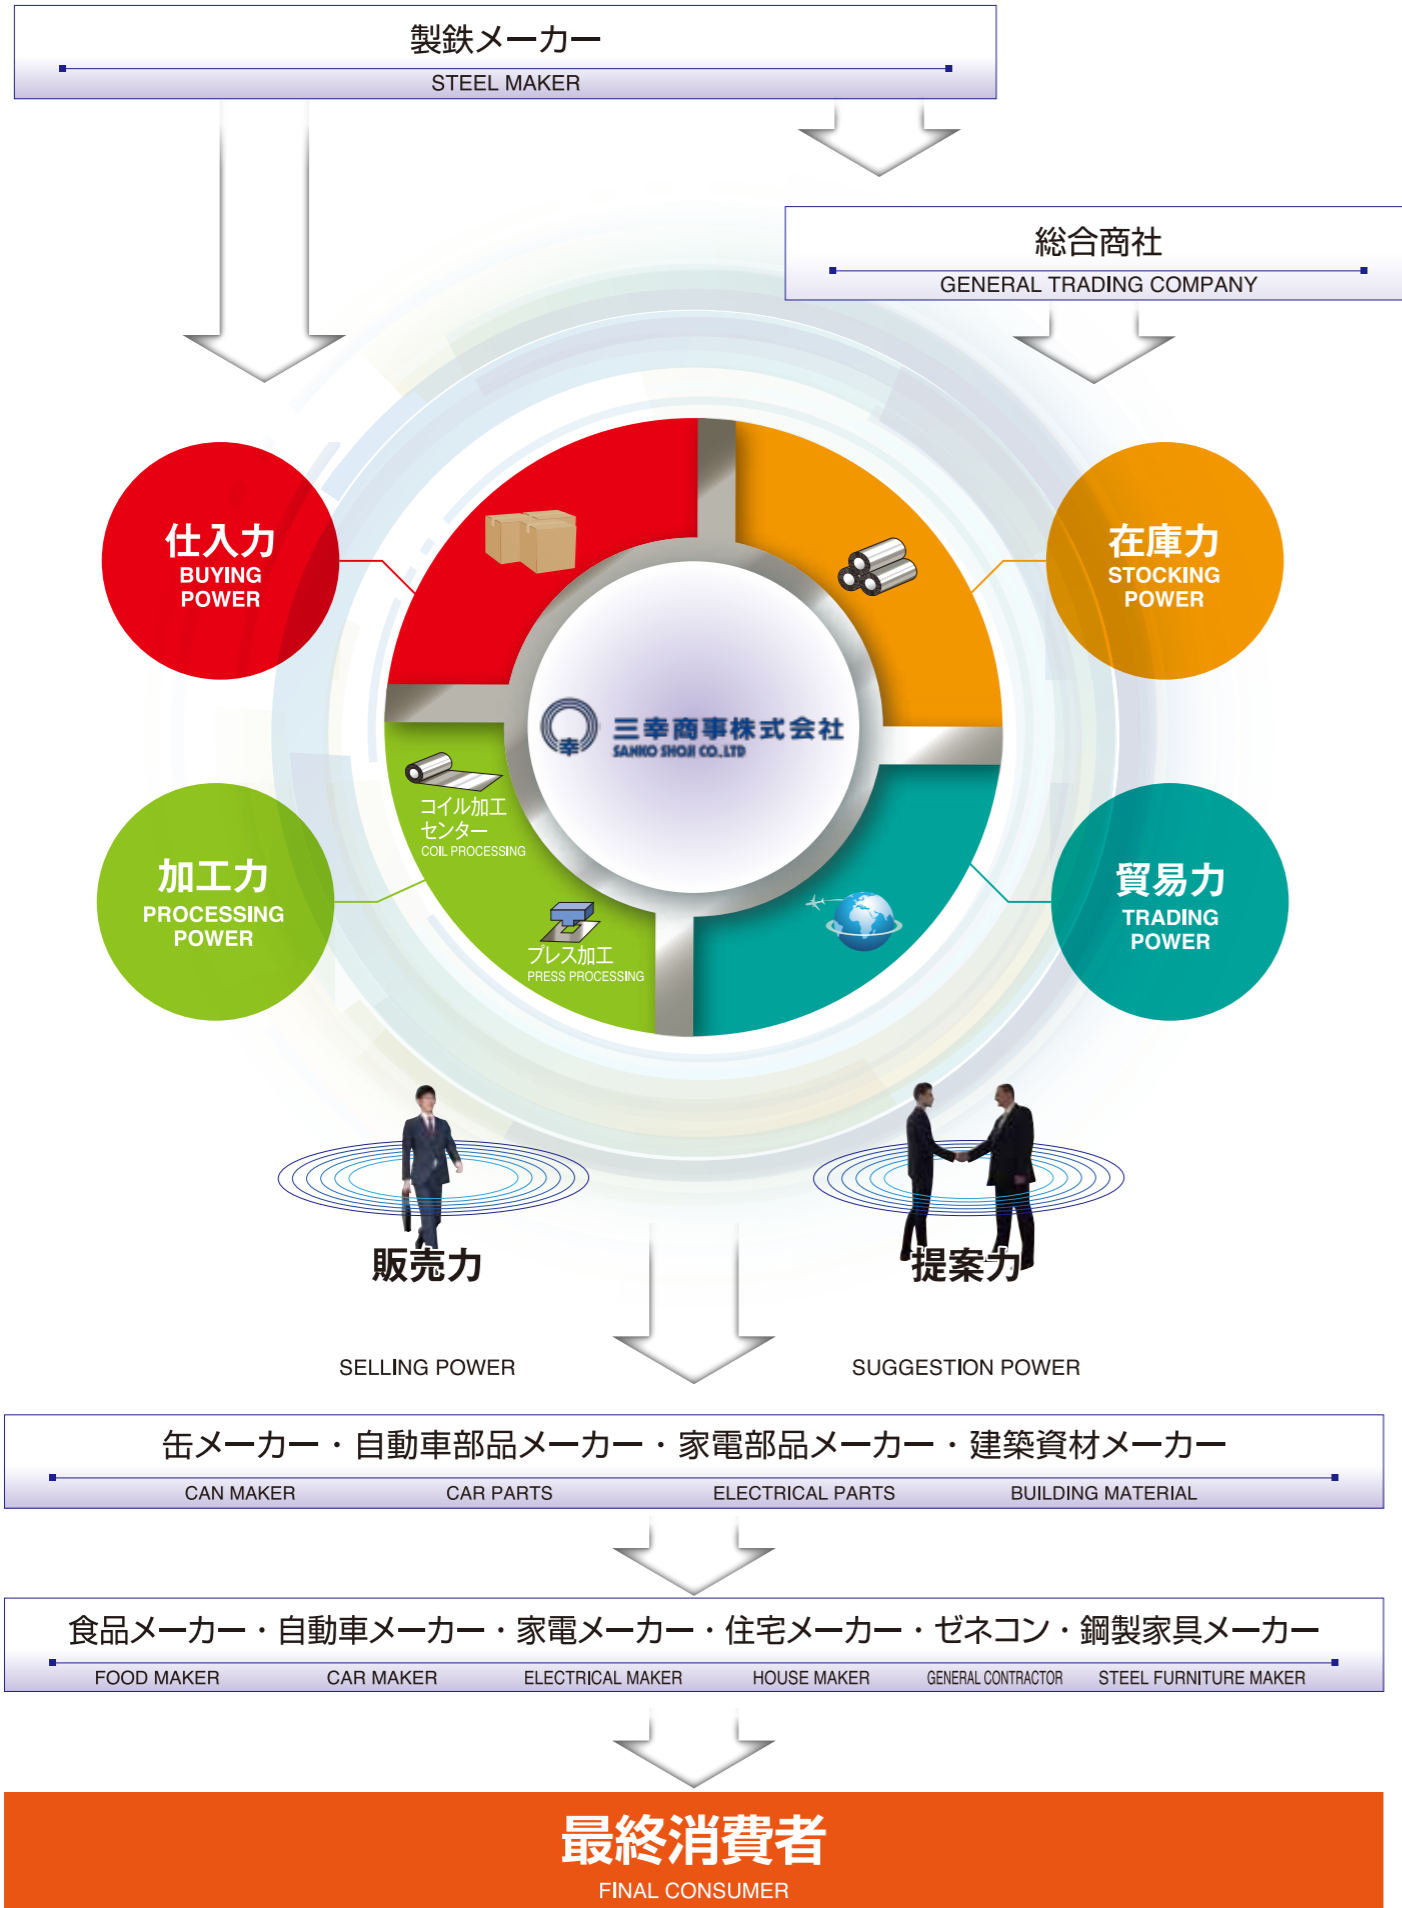 製鉄メーカー
STEEL MAKER
総合商社
GENERAL TRADING COMPANY
仕入力
BUYING
POWER
在庫力
STOCKING
POWER
幸
三幸商事株式会社
SANKO SHOJI CO.,LTD
コイル加工
センター
COIL PROCESSING
加工力
PROCESSING
POWER
貿易力
TRADING
POWER
プレス加工
PRESS PROCESSING
販売力
提案力
SELLING POWER
SUGGESTION POWER
缶メーカー・自動車部品メーカー・家電部品メーカー・建築資材メーカー
CAN MAKER CAR PARTS ELECTRICAL PARTS BUILDING MATERIAL
食品メーカー・自動車メーカー・家電メーカー・住宅メーカー・ゼネコン・鋼製家具メーカー
FOOD MAKER CAR MAKER ELECTRICAL MAKER HOUSE MAKER GENERAL CONTRACTOR STEEL FURNITURE MAKER
最終消費者
FINAL CONSUMER